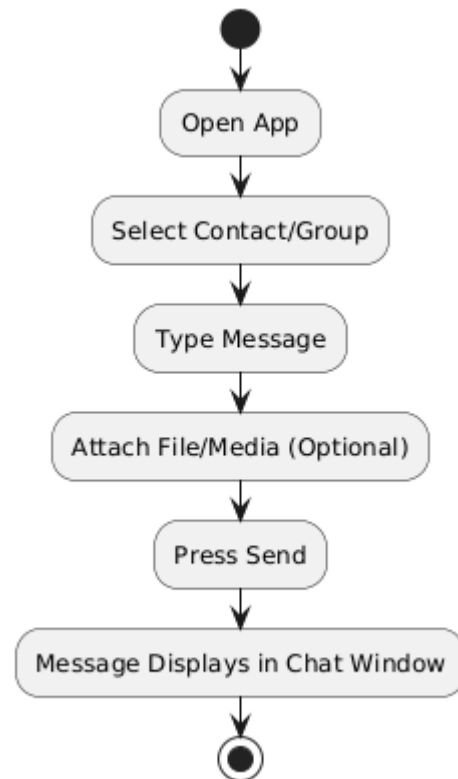 Open App
Select Contact/Group
Type Message
Attach File/Media (Optional)
Press Send
Message Displays in Chat Window